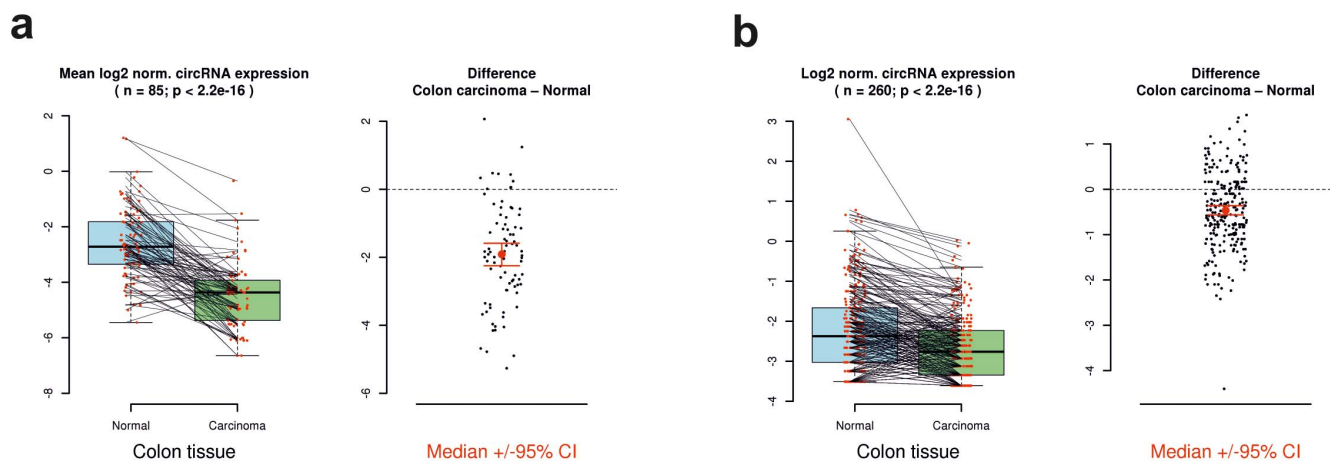 a
b
Mean log2 norm. circRNA expression
( n = 85; p < 2.2e-16 )
Difference
Colon carcinoma – Normal
Log2 norm. circRNA expression
( n = 260; p < 2.2e-16 )
Difference
Colon carcinoma – Normal
2
0
-2
-4
-6
-8
2
0
-2
-4
-6
3
2
1
0
-1
-2
-3
-4
1
0
-1
-2
-3
-4
Normal
Carcinoma
Normal
Carcinoma
Colon tissue
Median +/-95% CI
Colon tissue
Median +/-95% CI